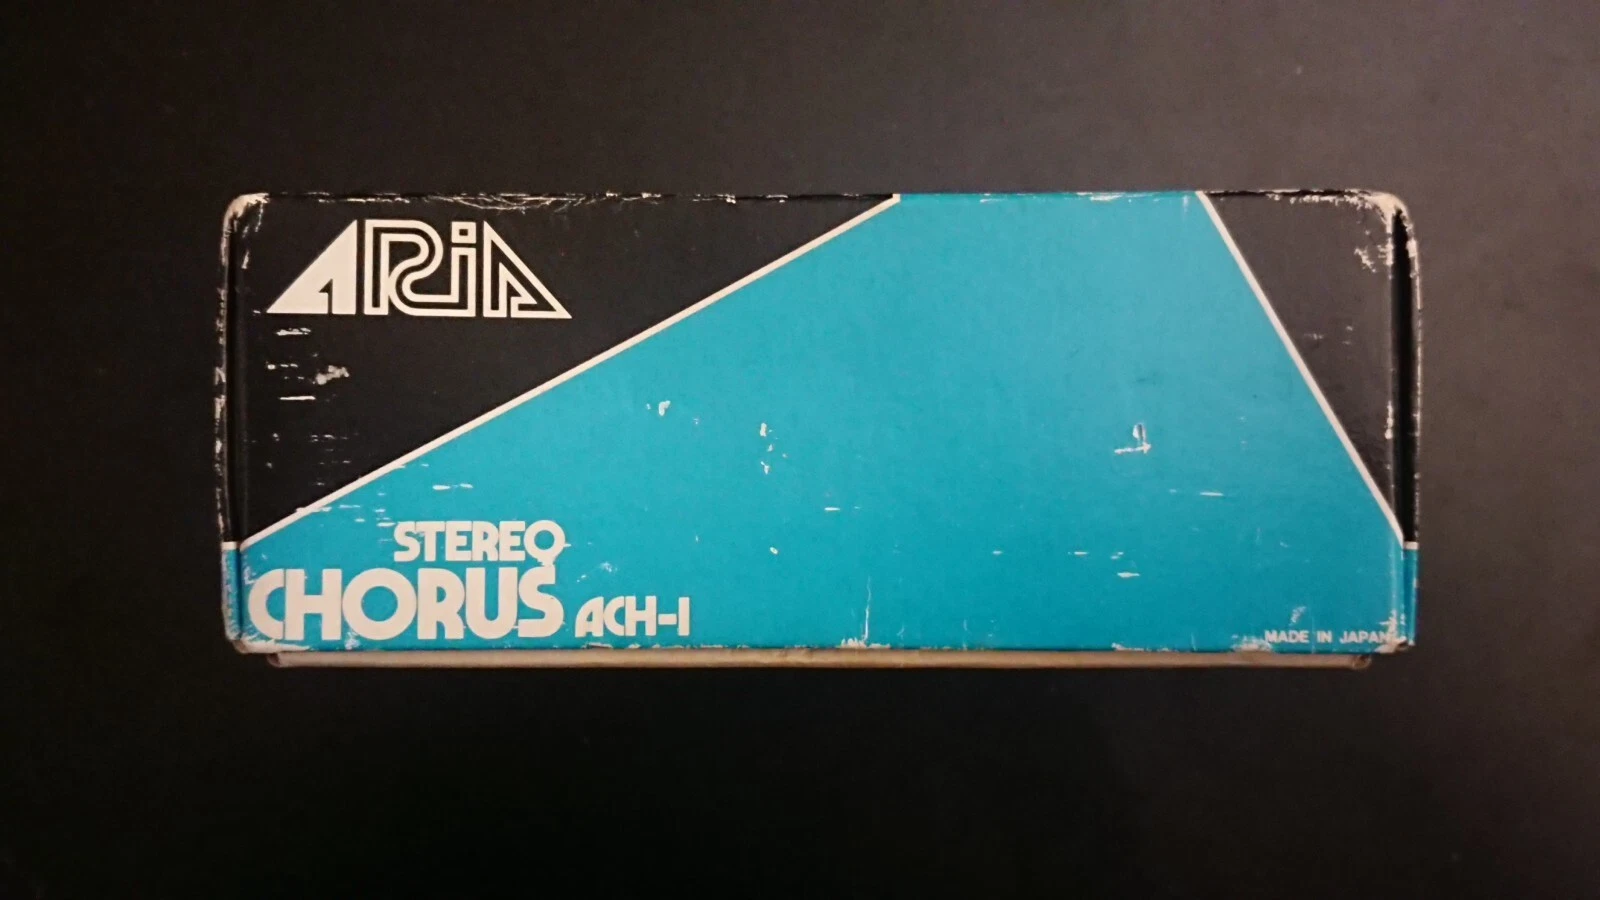 ARiA
STEREO
CHORUS ACH-1
MADE IN JAPAN